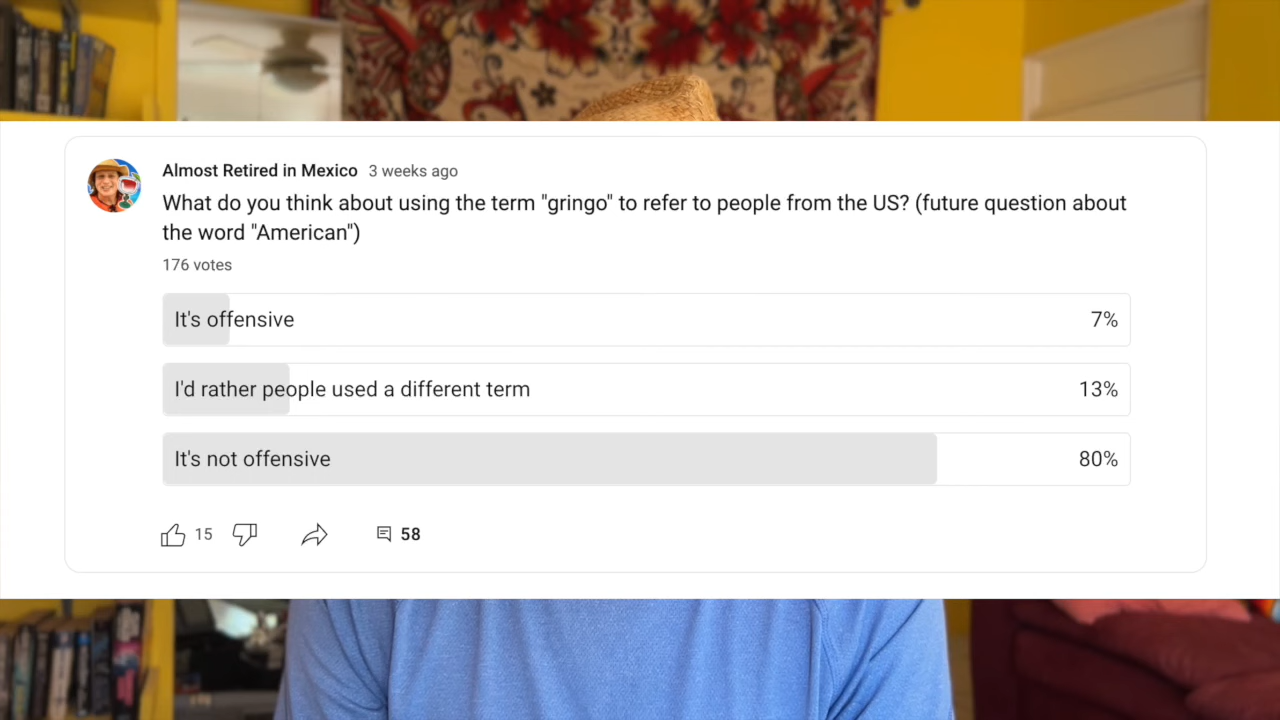 Almost Retired in Mexico 3 weeks ago
What do you think about using the term "gringo" to refer to people from the US? (future question about
the word "American")
176 votes
It's offensive 7%
I'd rather people used a different term 13%
It's not offensive 80%
15 58